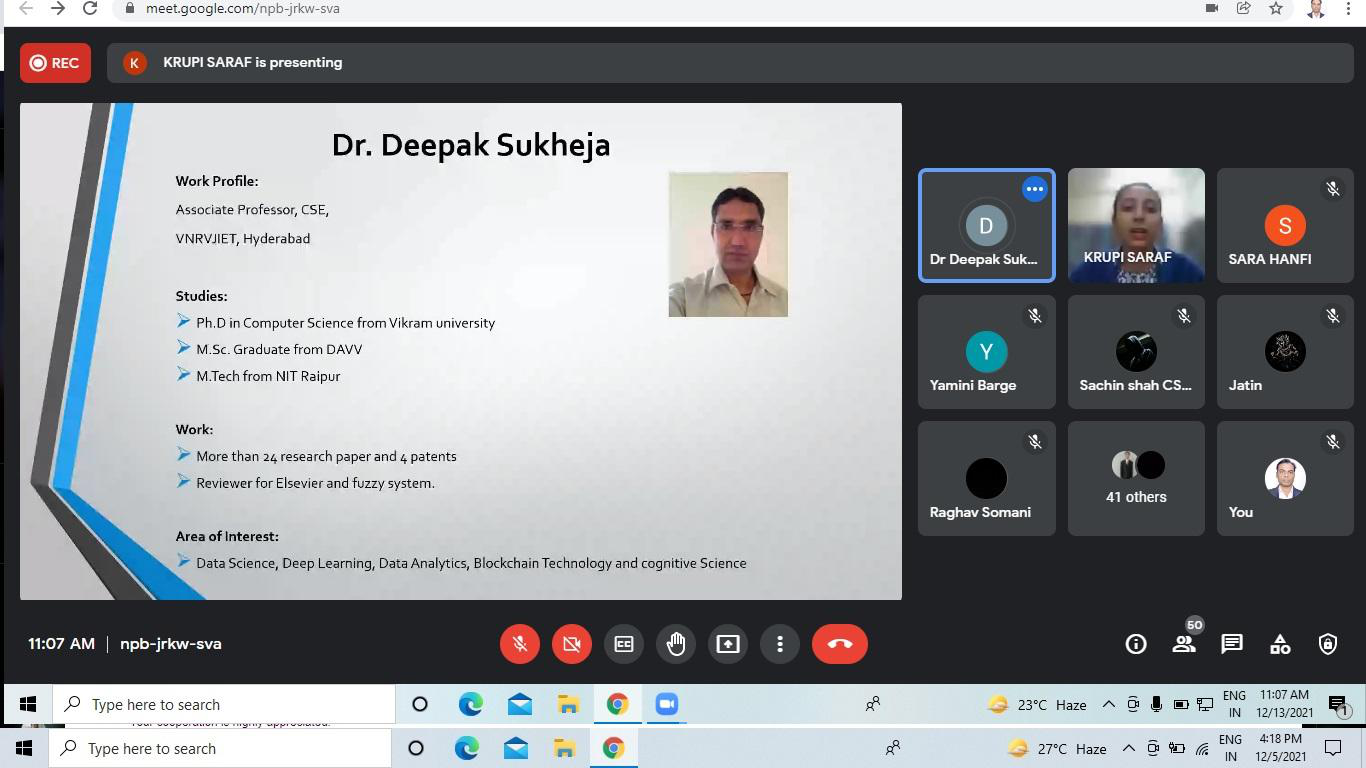 meet.google.com/npb-jrkw-sva
REC
K
KRUPI SARAF is presenting
Dr. Deepak Sukheja
Work Profile:
Associate Professor, CSE,
VNRVJIET, Hyderabad
Studies:
Ph.D in Computer Science from Vikram university
M.Sc. Graduate from DAVV
M.Tech from NIT Raipur
Work:
More than 24 research paper and 4 patents
Reviewer for Elsevier and fuzzy system.
Area of Interest:
Data Science, Deep Learning, Data Analytics, Blockchain Technology and cognitive Science
D
Dr Deepak Suk...
KRUPI SARAF
S
SARA HANFI
Y
Yamini Barge
Sachin shah CS...
Jatin
Raghav Somani
41 others
You
11:07 AM | npb-jrkw-sva
CC
50
Type here to search
23°C Haze
ENG
IN
11:07 AM
12/13/2021
1
Your cooperation is highly appreciated.
Type here to search
27°C Haze
ENG
IN
4:18 PM
12/5/2021